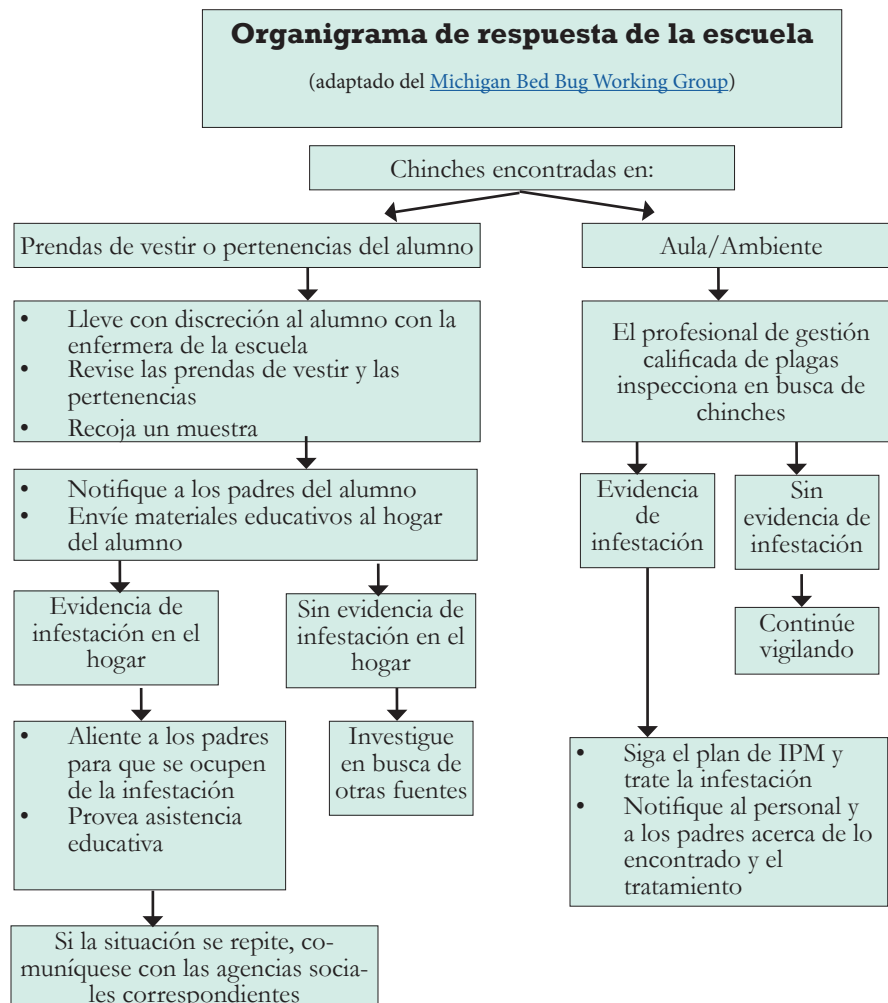 Organigrama de respuesta de la escuela
(adaptado del Michigan Bed Bug Working Group)
Chinches encontradas en:
Prendas de vestir o pertenencias del alumno
• Lleve con discreción al alumno con la
enfermera de la escuela
• Revise las prendas de vestir y las
pertenencias
• Recoja un muestra
• Notifique a los padres del alumno
• Envíe materiales educativos al hogar
del alumno
Evidencia de
infestación en el
hogar
• Aliente a los padres
para que se ocupen
de la infestación
• Provea asistencia
educativa
Si la situación se repite, co-
muníquese con las agencias socia-
les correspondientes
Sin evidencia de
infestación en el
hogar
Investigue
en busca de
otras fuentes
Aula/Ambiente
El profesional de gestión
calificada de plagas
inspecciona en busca de
chinches
Evidencia
de
infestación
• Siga el plan de IPM y
trate la infestación
• Notifique al personal y
a los padres acerca de lo
encontrado y el
tratamiento
Sin
evidencia de
infestación
Continúe
vigilando